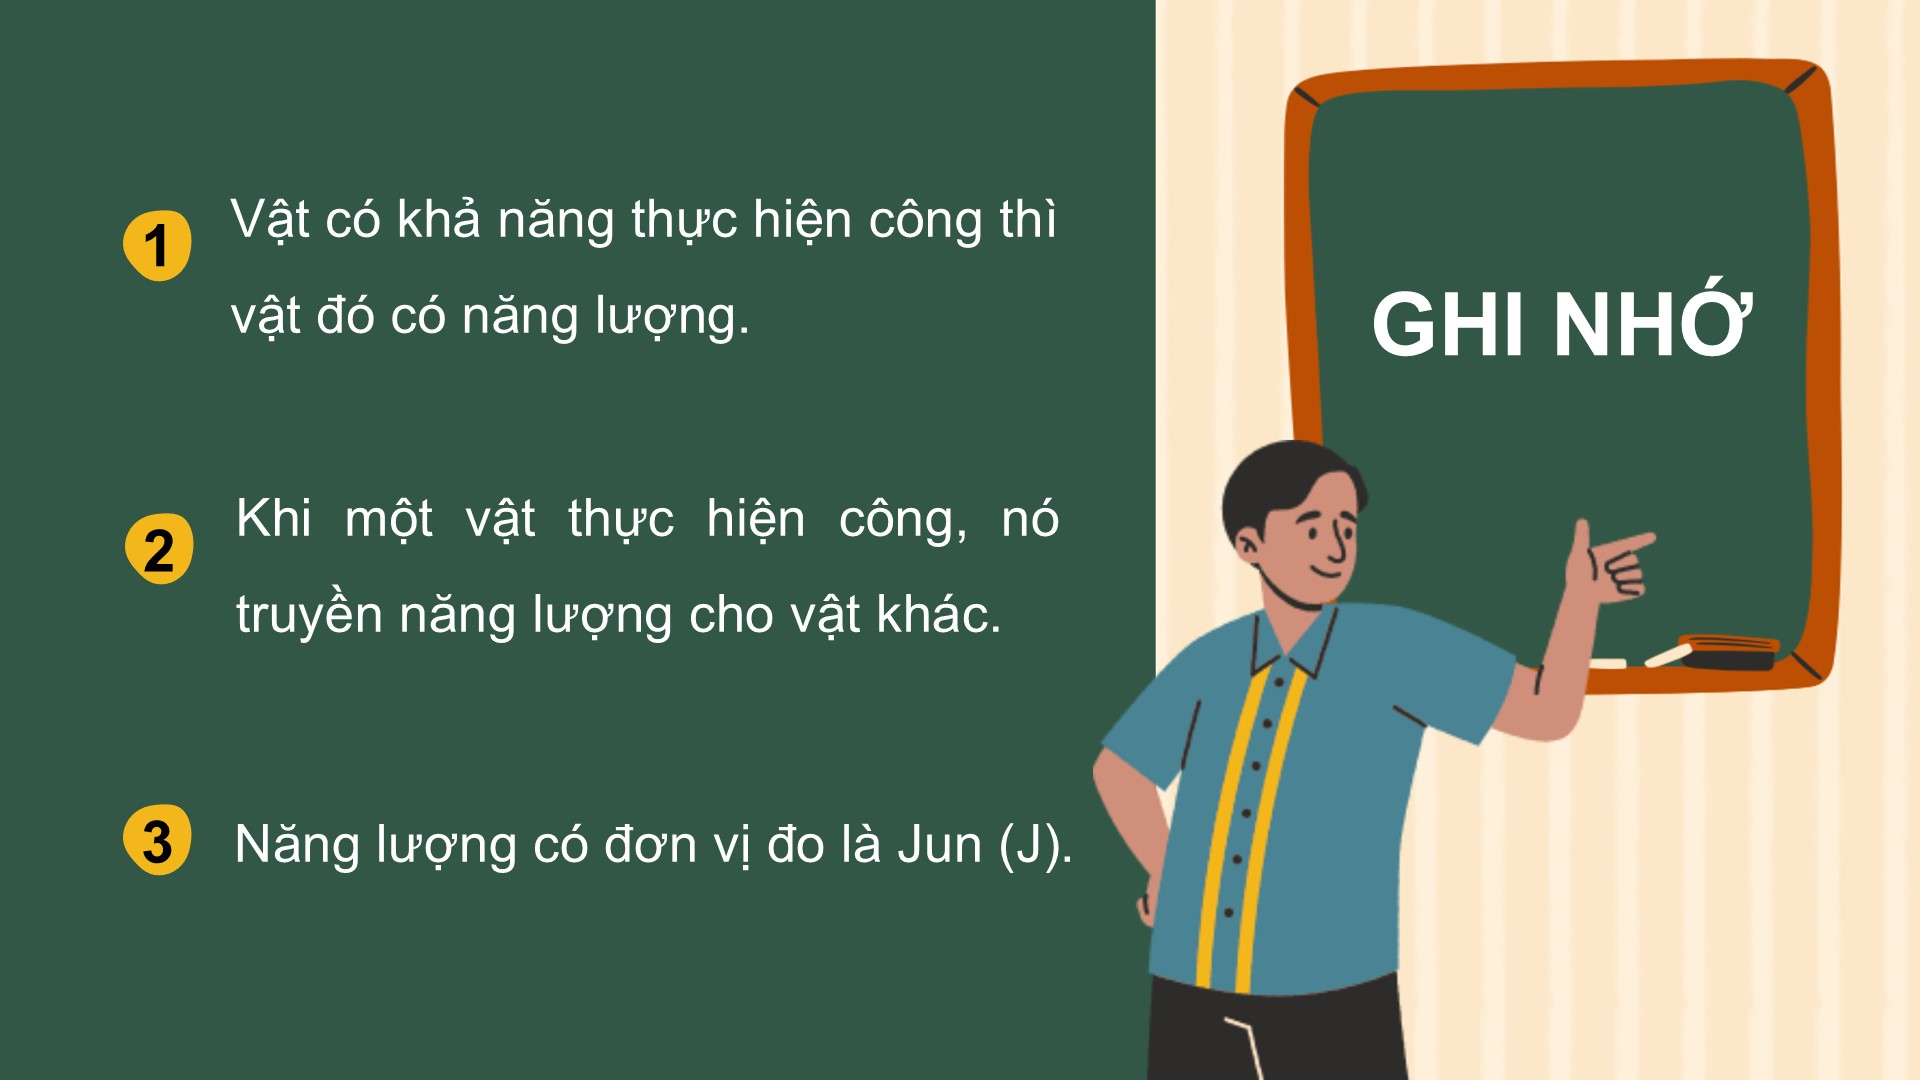 GHI NHỚ
1
Vật có khả năng thực hiện công thì
vật đó có năng lượng.
2
Khi một vật thực hiện công, nó
truyền năng lượng cho vật khác.
3
Năng lượng có đơn vị đo là Jun (J).